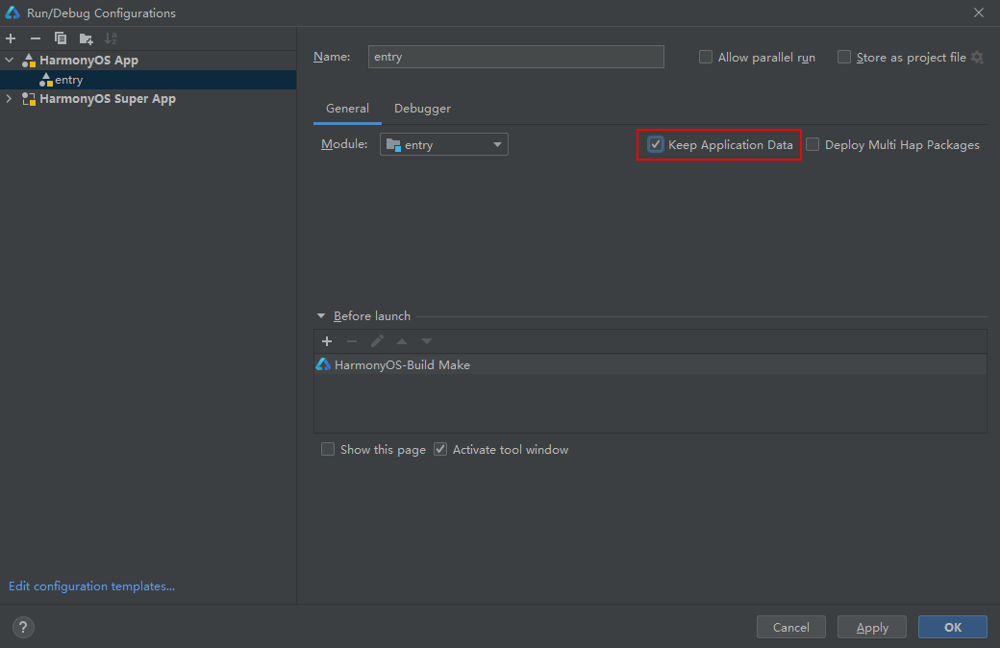 Run/Debug Configurations
HarmonyOS App
entry
HarmonyOS Super App
Edit configuration templates...
Name: entry Allow parallel run Store as project file
General Debugger
Module: entry Keep Application Data Deploy Multi Hap Packages
Before launch
HarmonyOS-Build Make
Show this page Activate tool window
? Cancel Apply OK